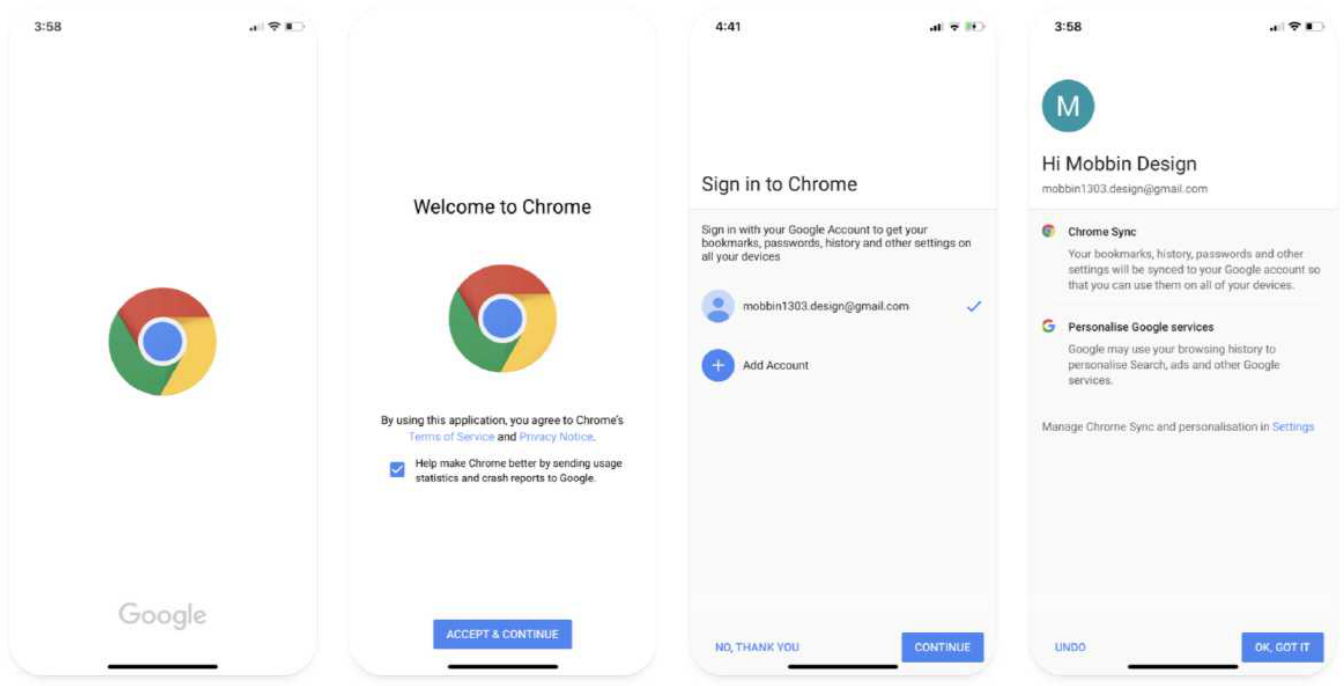 3:58
Google
Welcome to Chrome
By using this application, you agree to Chrome's
Terms of Service and Privacy Notice.
Help make Chrome better by sending usage
statistics and crash reports to Google.
ACCEPT & CONTINUE
4:41
Sign in to Chrome
Sign in with your Google Account to get your
bookmarks, passwords, history and other settings on
all your devices
mobbin1303.design@gmail.com
Add Account
NO, THANK YOU
CONTINUE
3:58
M
Hi Mobbin Design
mobbin1303.design@gmail.com
Chrome Sync
Your bookmarks, history, passwords and other
settings will be synced to your Google account so
that you can use them on all of your devices.
Personalise Google services
Google may use your browsing history to
personalise Search, ads and other Google
services.
Manage Chrome Sync and personalisation in Settings
UNDO
OK, GOT IT